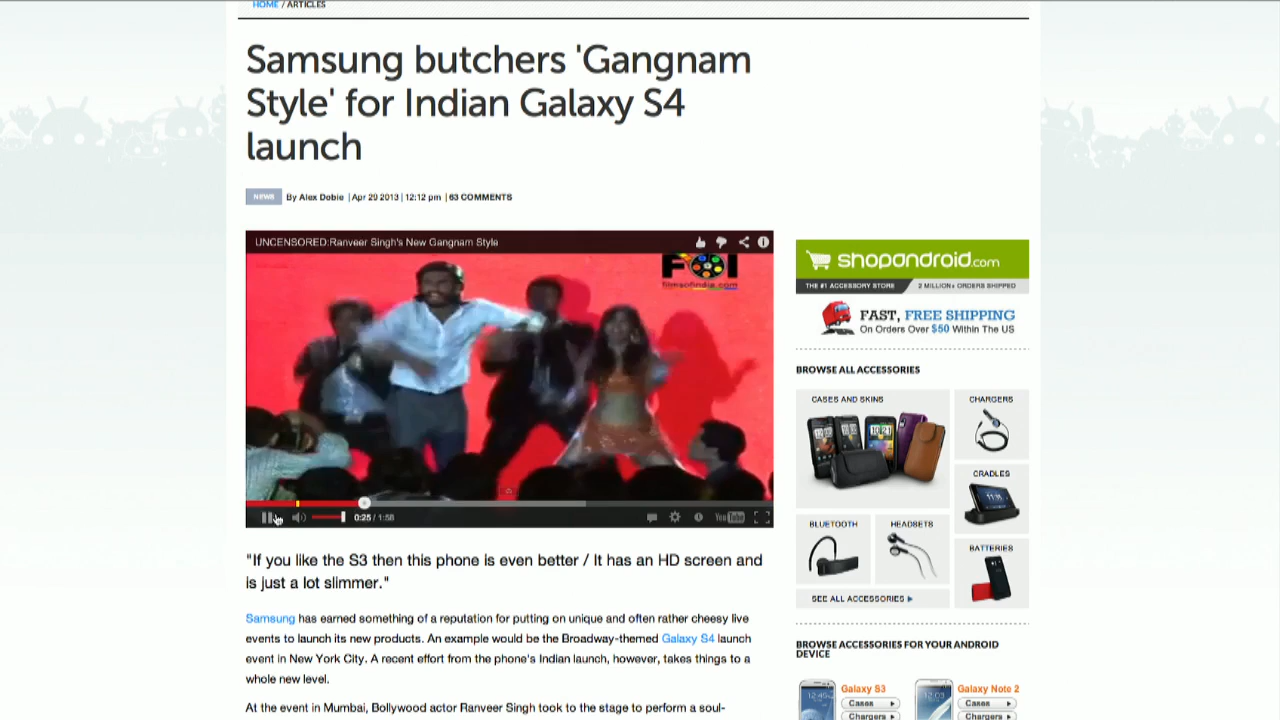 HOME / ARTICLES
Samsung butchers 'Gangnam
Style' for Indian Galaxy S4
launch
NEWS By Alex Dobie | Apr 29 2013 | 12:12 pm | 63 COMMENTS
UNCENSORED:Ranveer Singh's New Gangnam Style
FOI
filmsofindia.com
0:25 / 1:58
You Tube
"If you like the S3 then this phone is even better / It has an HD screen and
is just a lot slimmer."
Samsung has earned something of a reputation for putting on unique and often rather cheesy live
events to launch its new products. An example would be the Broadway-themed Galaxy S4 launch
event in New York City. A recent effort from the phone's Indian launch, however, takes things to a
whole new level.
At the event in Mumbai, Bollywood actor Ranveer Singh took to the stage to perform a soul-
shopandroid.com
THE #1 ACCESSORY STORE 2 MILLION+ ORDERS SHIPPED
FAST, FREE SHIPPING
On Orders Over $50 Within The US
BROWSE ALL ACCESSORIES
CASES AND SKINS
CHARGERS
CRADLES
BLUETOOTH
HEADSETS
BATTERIES
SEE ALL ACCESSORIES
BROWSE ACCESSORIES FOR YOUR ANDROID
DEVICE
Galaxy S3
Cases
Chargers
Galaxy Note 2
Cases
Chargers